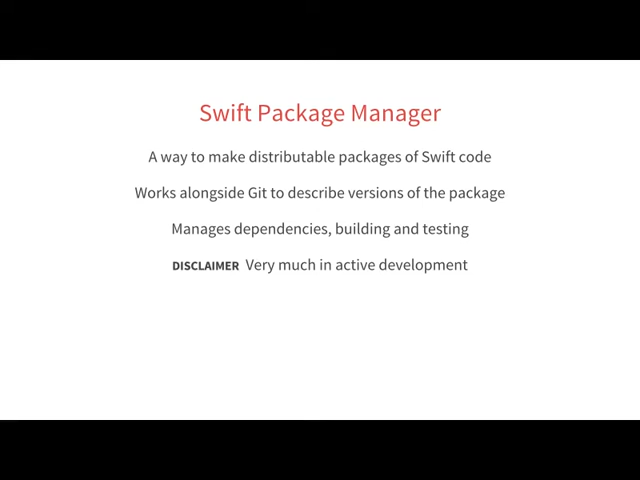 Swift Package Manager
A way to make distributable packages of Swift code
Works alongside Git to describe versions of the package
Manages dependencies, building and testing
DISCLAIMER Very much in active development